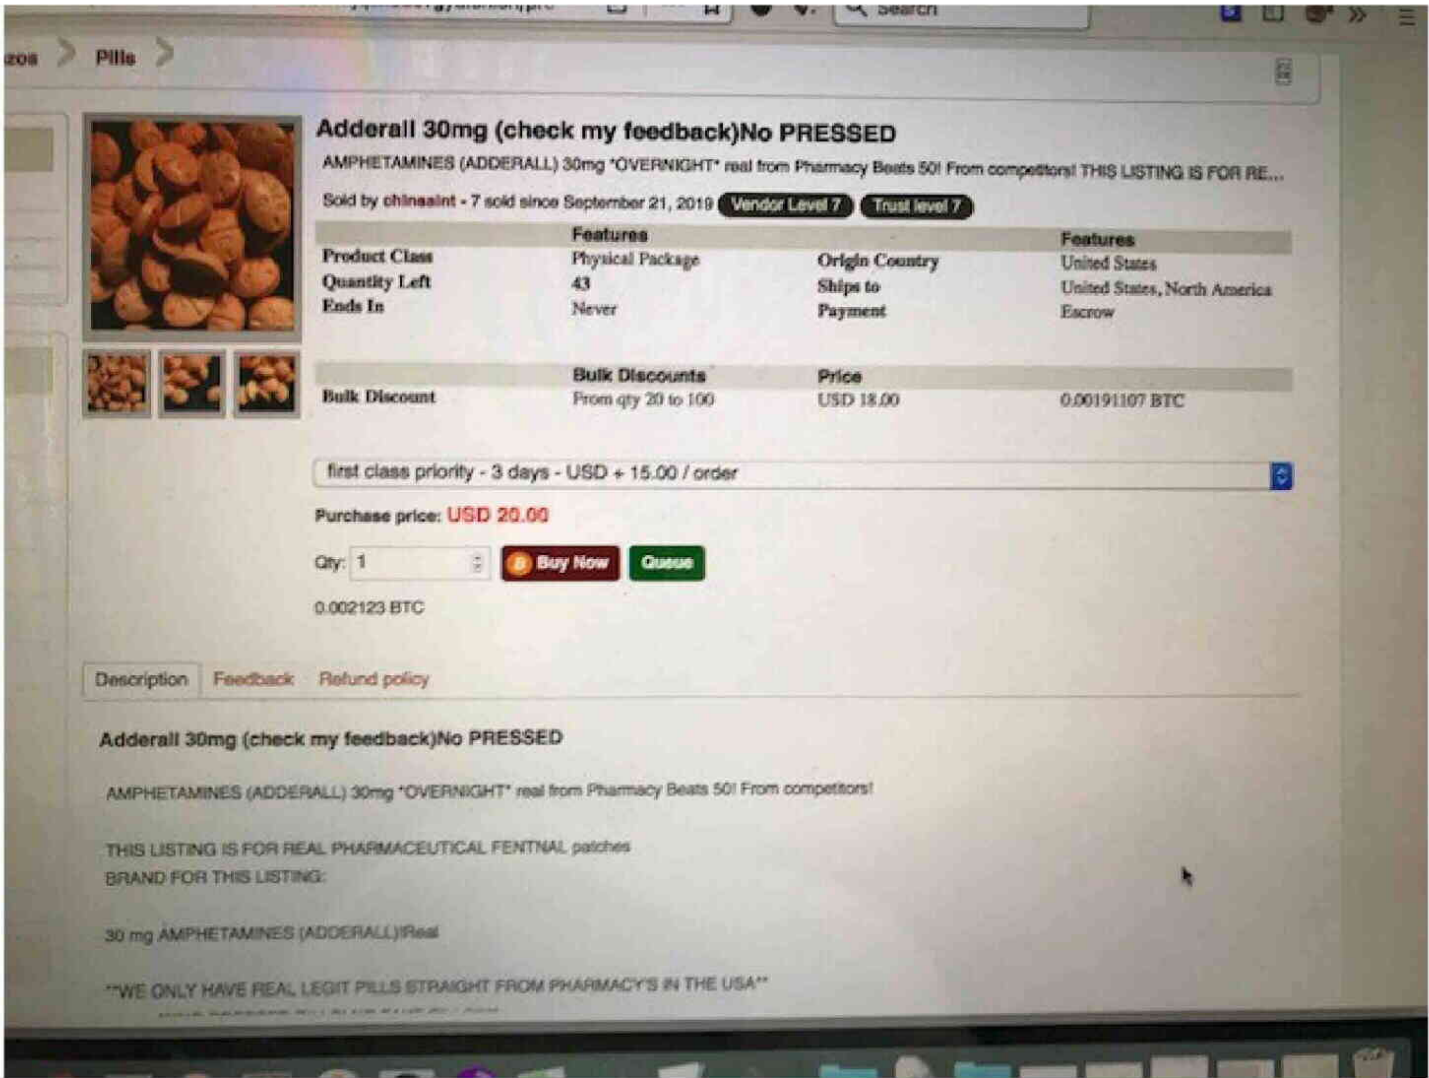 Search
Pills
Adderall 30mg (check my feedback)No PRESSED
AMPHETAMINES (ADDERALL) 30mg *OVERNIGHT* real from Pharmacy Beats 50! From competitors! THIS LISTING IS FOR RE...
Sold by chinasaint - 7 sold since September 21, 2019 Vendor Level 7 Trust level 7
Features Features
Product Class Physical Package Origin Country United States
Quantity Left 43 Ships to United States, North America
Ends In Never Payment Escrow
Bulk Discounts Price
Bulk Discount From qty 20 to 100 USD 18.00 0.00191107 BTC
first class priority - 3 days - USD + 15.00 / order
Purchase price: USD 20.00
Qty: 1 Buy Now Queue
0.002123 BTC
Description Feedback Refund policy
Adderall 30mg (check my feedback)No PRESSED
AMPHETAMINES (ADDERALL) 30mg *OVERNIGHT* real from Pharmacy Beats 50! From competitors!
THIS LISTING IS FOR REAL PHARMACEUTICAL FENTNAL patches
BRAND FOR THIS LISTING:
30 mg AMPHETAMINES (ADDERALL)!Real
**WE ONLY HAVE REAL LEGIT PILLS STRAIGHT FROM PHARMACY'S IN THE USA**